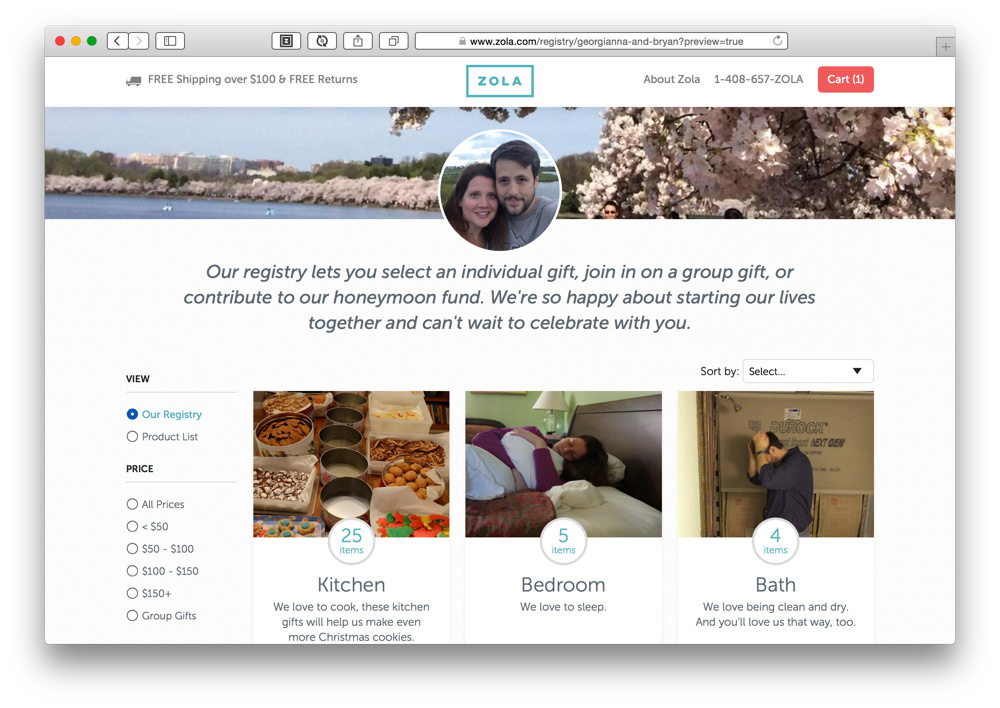 www.zola.com/registry/georgianna-and-bryan?preview=true
FREE Shipping over $100 & FREE Returns
ZOLA
About Zola
1-408-657-ZOLA
Cart (1)
Our registry lets you select an individual gift, join in on a group gift, or
contribute to our honeymoon fund. We're so happy about starting our lives
together and can't wait to celebrate with you.
Sort by: Select...
VIEW
Our Registry
Product List
PRICE
All Prices
< $50
$50 - $100
$100 - $150
$150+
Group Gifts
25
items
Kitchen
We love to cook, these kitchen
gifts will help us make even
more Christmas cookies.
5
items
Bedroom
We love to sleep.
DUROCK
NEXT GEN
4
items
Bath
We love being clean and dry.
And you'll love us that way, too.